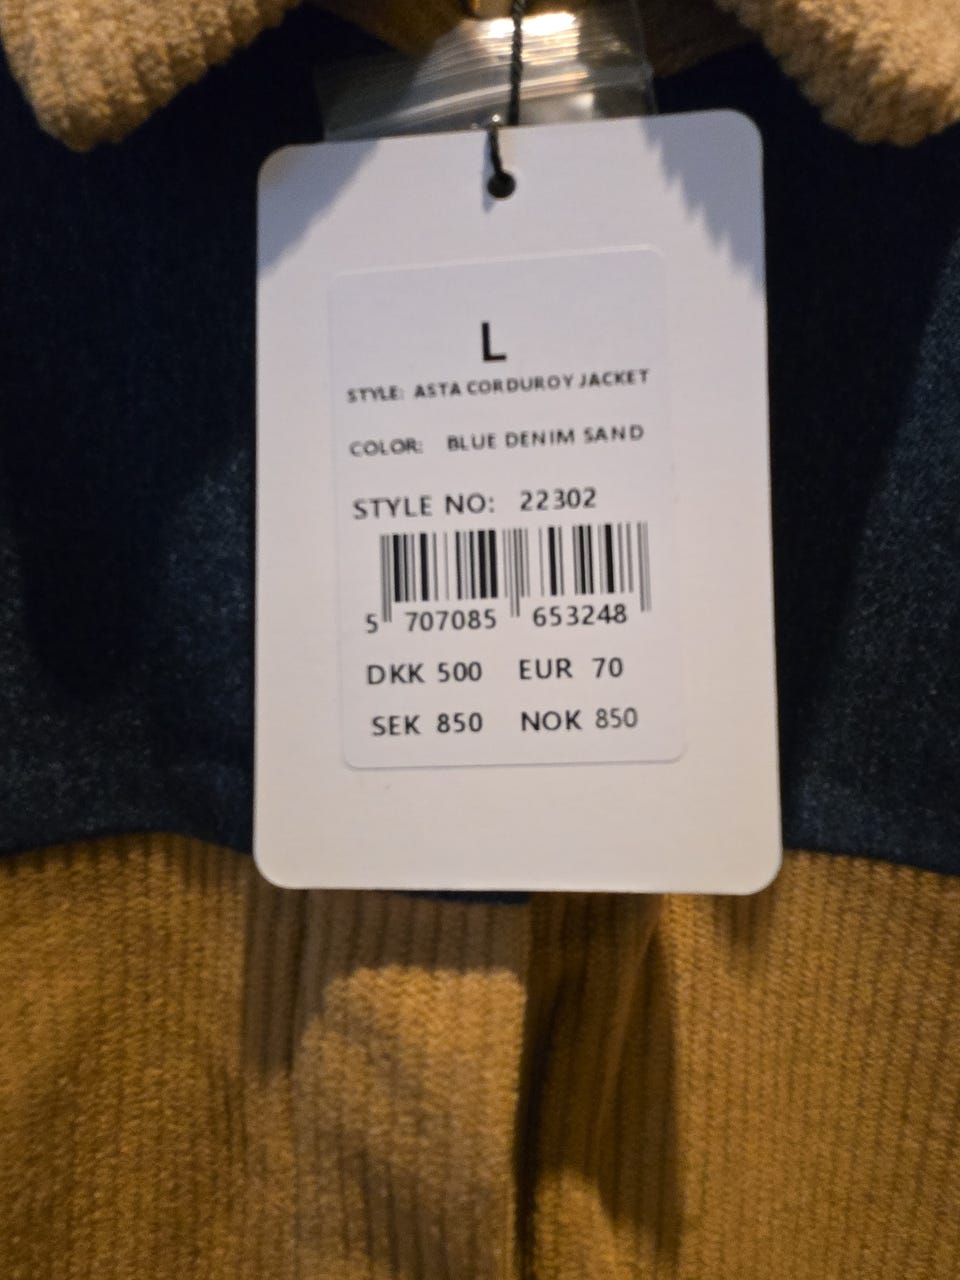 L
STYLE: ASTA CORDUROY JACKET
COLOR: BLUE DENIM SAND
STYLE NO: 22302
5 707085 653248
DKK 500 EUR 70
SEK 850 NOK 850